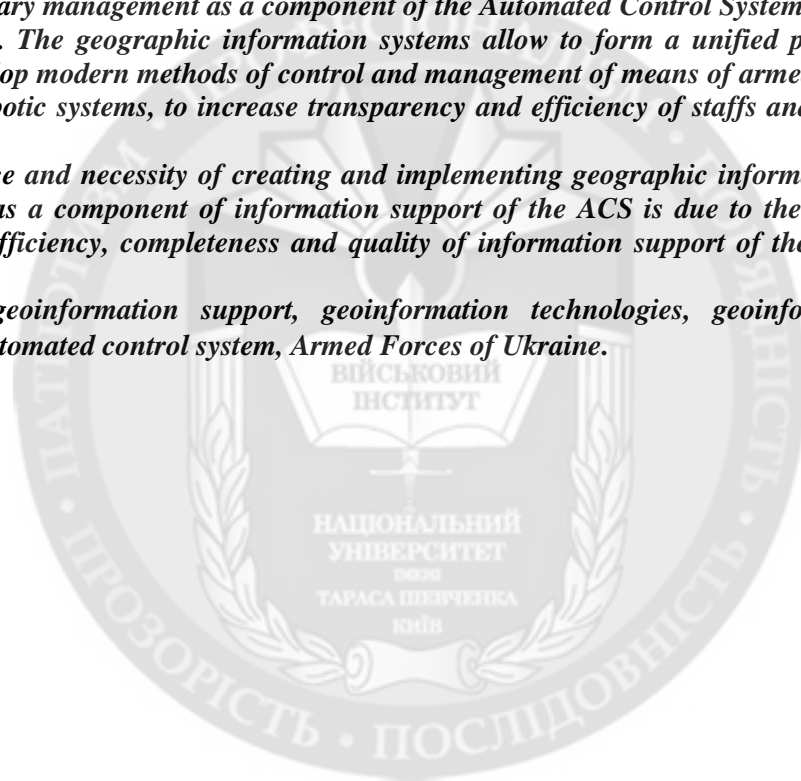 ary management as a component of the Automated Control System
. The geographic information systems allow to form a unified p
op modern methods of control and management of means of arme
otic systems, to increase transparency and efficiency of staffs and
e and necessity of creating and implementing geographic inform
as a component of information support of the ACS is due to the
fficiency, completeness and quality of information support of the
geoinformation support, geoinformation technologies, geoinfo
tomated control system, Armed Forces of Ukraine.
ВІЙСЬКОВИЙ
ІНСТИТУТ
НАЦІОНАЛЬНИЙ
УНІВЕРСИТЕТ
ІМЕНІ
ТАРАСА ШЕВЧЕНКА
КИЇВ
ПАТРІОТИЗМ
ПРОЗОРІСТЬ • ПОСЛІДОВНІСТЬ